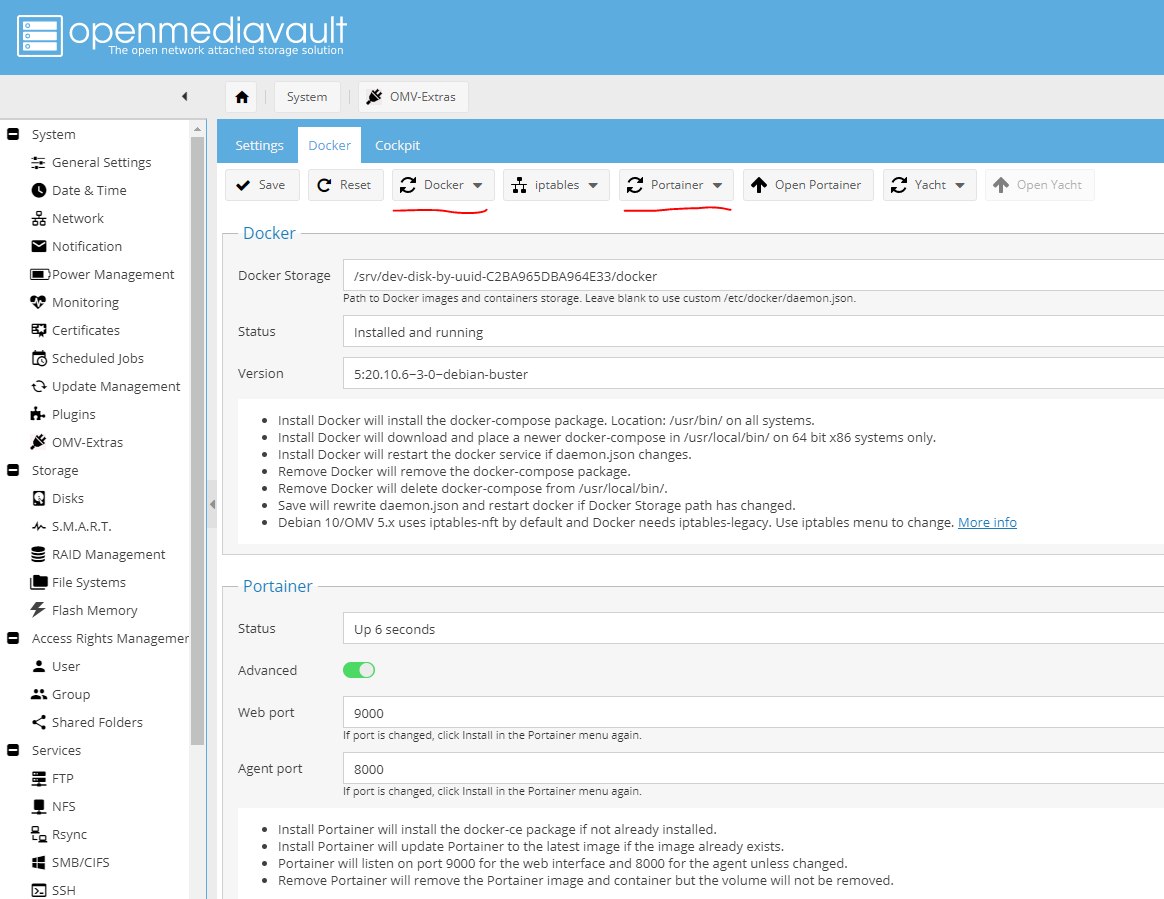 openmediavault
The open network attached storage solution
System
OMV-Extras
System
General Settings
Date & Time
Network
Notification
Power Management
Monitoring
Certificates
Scheduled Jobs
Update Management
Plugins
OMV-Extras
Storage
Disks
S.M.A.R.T.
RAID Management
File Systems
Flash Memory
Access Rights Managemer
User
Group
Shared Folders
Services
FTP
NFS
Rsync
SMB/CIFS
SSH
Settings Docker Cockpit
Save Reset Docker iptables Portainer Open Portainer Yacht Open Yacht
Docker
Docker Storage /srv/dev-disk-by-uuid-C2BA965DBA964E33/docker
Path to Docker images and containers storage. Leave blank to use custom /etc/docker/daemon.json.
Status Installed and running
Version 5:20.10.6~3-0~debian-buster
• Install Docker will install the docker-compose package. Location: /usr/bin/ on all systems.
• Install Docker will download and place a newer docker-compose in /usr/local/bin/ on 64 bit x86 systems only.
• Install Docker will restart the docker service if daemon.json changes.
• Remove Docker will remove the docker-compose package.
• Remove Docker will delete docker-compose from /usr/local/bin/.
• Save will rewrite daemon.json and restart docker if Docker Storage path has changed.
• Debian 10/OMV 5.x uses iptables-nft by default and Docker needs iptables-legacy. Use iptables menu to change. More info
Portainer
Status Up 6 seconds
Advanced
Web port 9000
If port is changed, click Install in the Portainer menu again.
Agent port 8000
If port is changed, click Install in the Portainer menu again.
• Install Portainer will install the docker-ce package if not already installed.
• Install Portainer will update Portainer to the latest image if the image already exists.
• Portainer will listen on port 9000 for the web interface and 8000 for the agent unless changed.
• Remove Portainer will remove the Portainer image and container but the volume will not be removed.